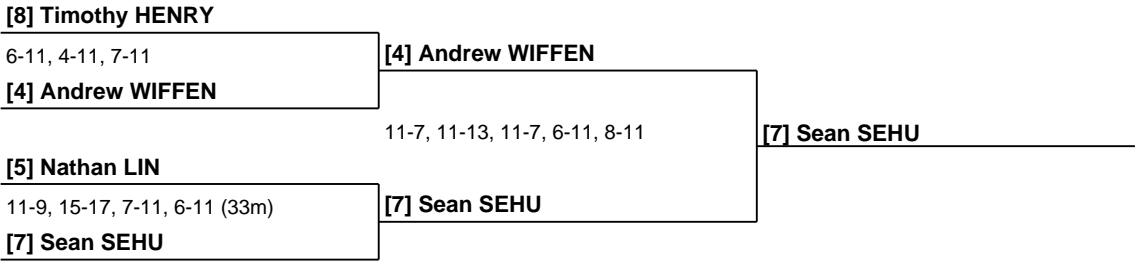 [8] Timothy HENRY
6-11, 4-11, 7-11
[4] Andrew WIFFEN
[4] Andrew WIFFEN
11-7, 11-13, 11-7, 6-11, 8-11
[7] Sean SEHU
[5] Nathan LIN
11-9, 15-17, 7-11, 6-11 (33m)
[7] Sean SEHU
[7] Sean SEHU